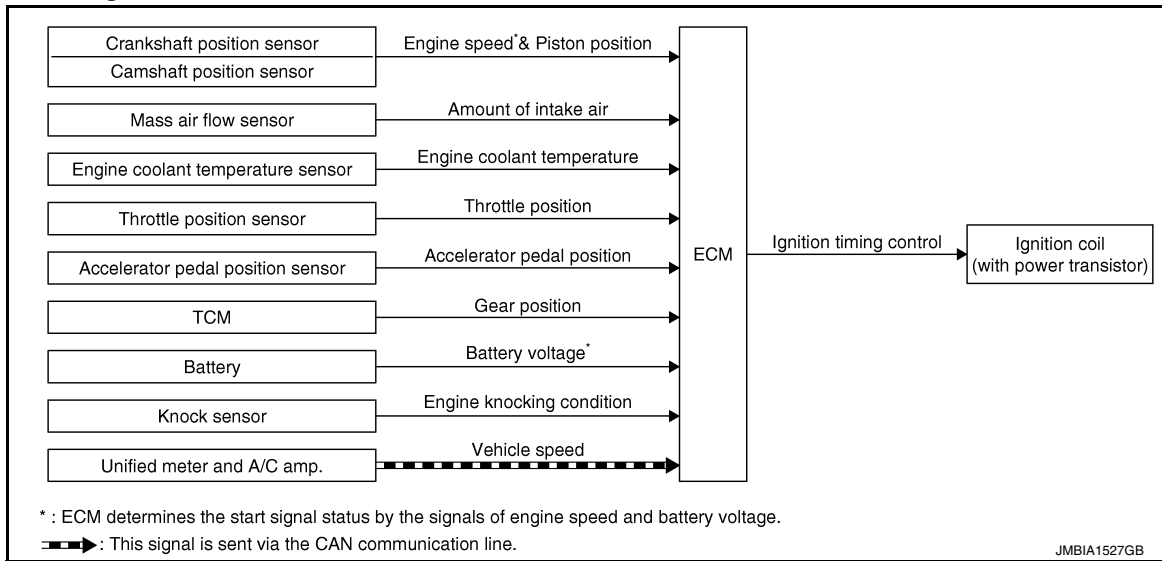 Crankshaft position sensor
Camshaft position sensor
Engine speed*& Piston position
Mass air flow sensor
Amount of intake air
Engine coolant temperature sensor
Engine coolant temperature
Throttle position sensor
Throttle position
Accelerator pedal position sensor
Accelerator pedal position
TCM
Gear position
Battery
Battery voltage*
Knock sensor
Engine knocking condition
Unified meter and A/C amp.
Vehicle speed
ECM
Ignition timing control
Ignition coil
(with power transistor)
* : ECM determines the start signal status by the signals of engine speed and battery voltage.
: This signal is sent via the CAN communication line.
JMBIA1527GB